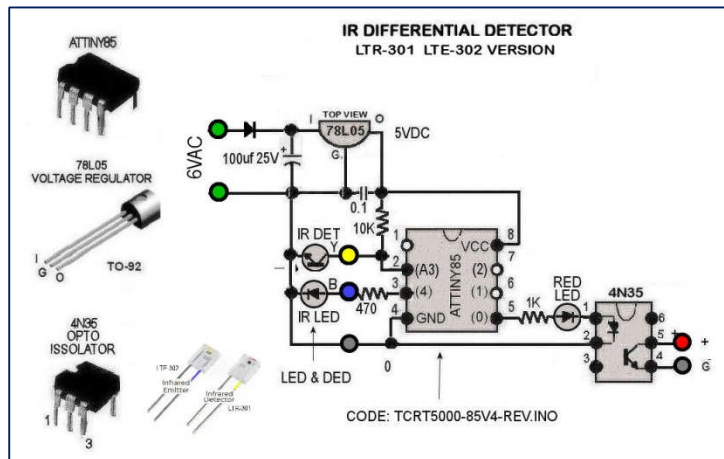 IR DIFFERENTIAL DETECTOR
LTR-301 LTE-302 VERSION
ATTINY85
78L05
VOLTAGE REGULATOR
I
G
O
TO-92
4N35
OPTO
ISSOLATOR
1
3
LTE-302
Infrared
Emitter
Infrared
Detector
LTR-301
6VAC
100uf 25V
+
TOP VIEW
I
78L05
O
G.
5VDC
0.1
10K
IR DET
Y
B
IR LED
470
LED & DED
0
1
2
3
4
(A3)
(4)
GND
ATTINY85
VCC
(2)
(1)
(0)
8
7
6
5
1K
RED
LED
4N35
1
2
3
6
5
4
+
+
G
CODE: TCRT5000-85V4-REV.INO